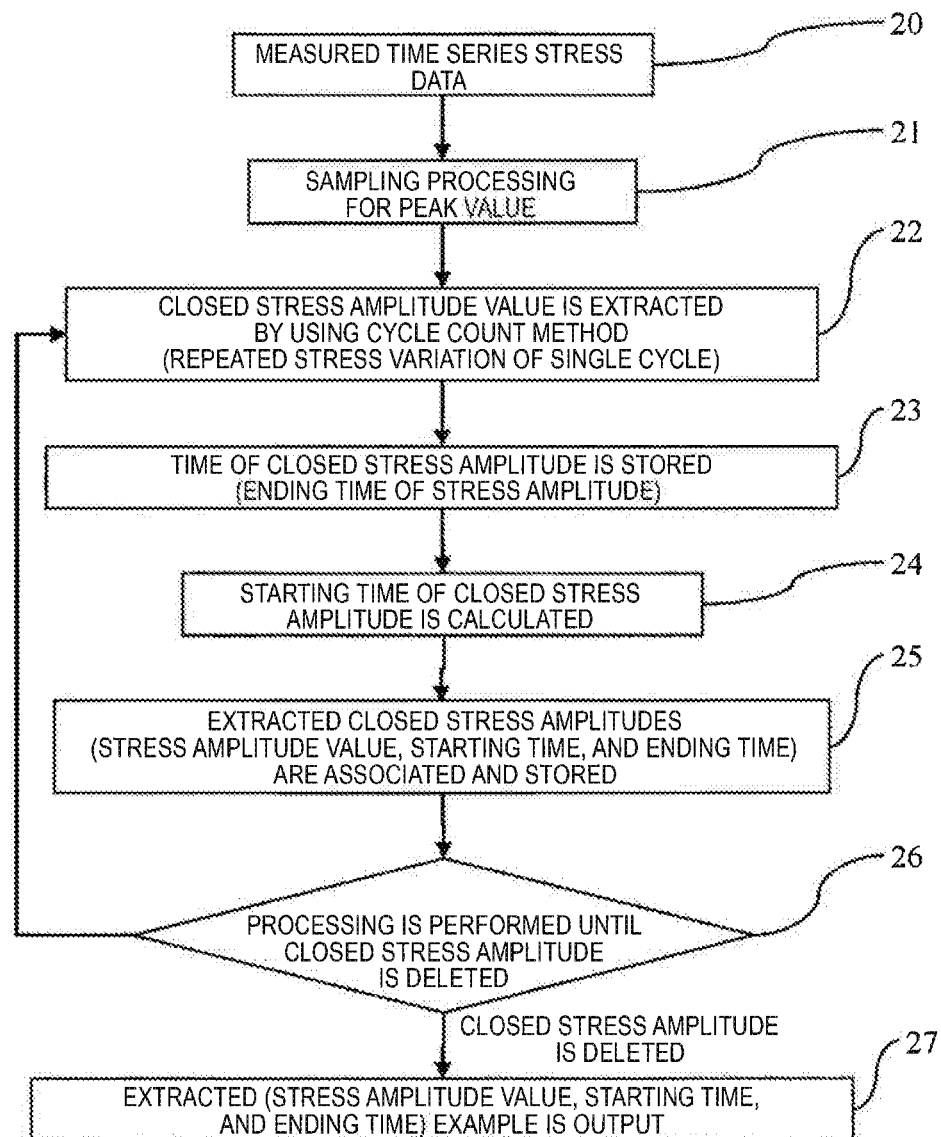 20
MEASURED TIME SERIES STRESS
DATA
21
SAMPLING PROCESSING
FOR PEAK VALUE
22
CLOSED STRESS AMPLITUDE VALUE IS EXTRACTED
BY USING CYCLE COUNT METHOD
(REPEATED STRESS VARIATION OF SINGLE CYCLE)
23
TIME OF CLOSED STRESS AMPLITUDE IS STORED
(ENDING TIME OF STRESS AMPLITUDE)
24
STARTING TIME OF CLOSED STRESS
AMPLITUDE IS CALCULATED
25
EXTRACTED CLOSED STRESS AMPLITUDES
(STRESS AMPLITUDE VALUE, STARTING TIME, AND ENDING TIME)
ARE ASSOCIATED AND STORED
26
PROCESSING IS PERFORMED UNTIL
CLOSED STRESS AMPLITUDE
IS DELETED
CLOSED STRESS AMPLITUDE
IS DELETED
27
EXTRACTED (STRESS AMPLITUDE VALUE, STARTING TIME,
AND ENDING TIME) EXAMPLE IS OUTPUT